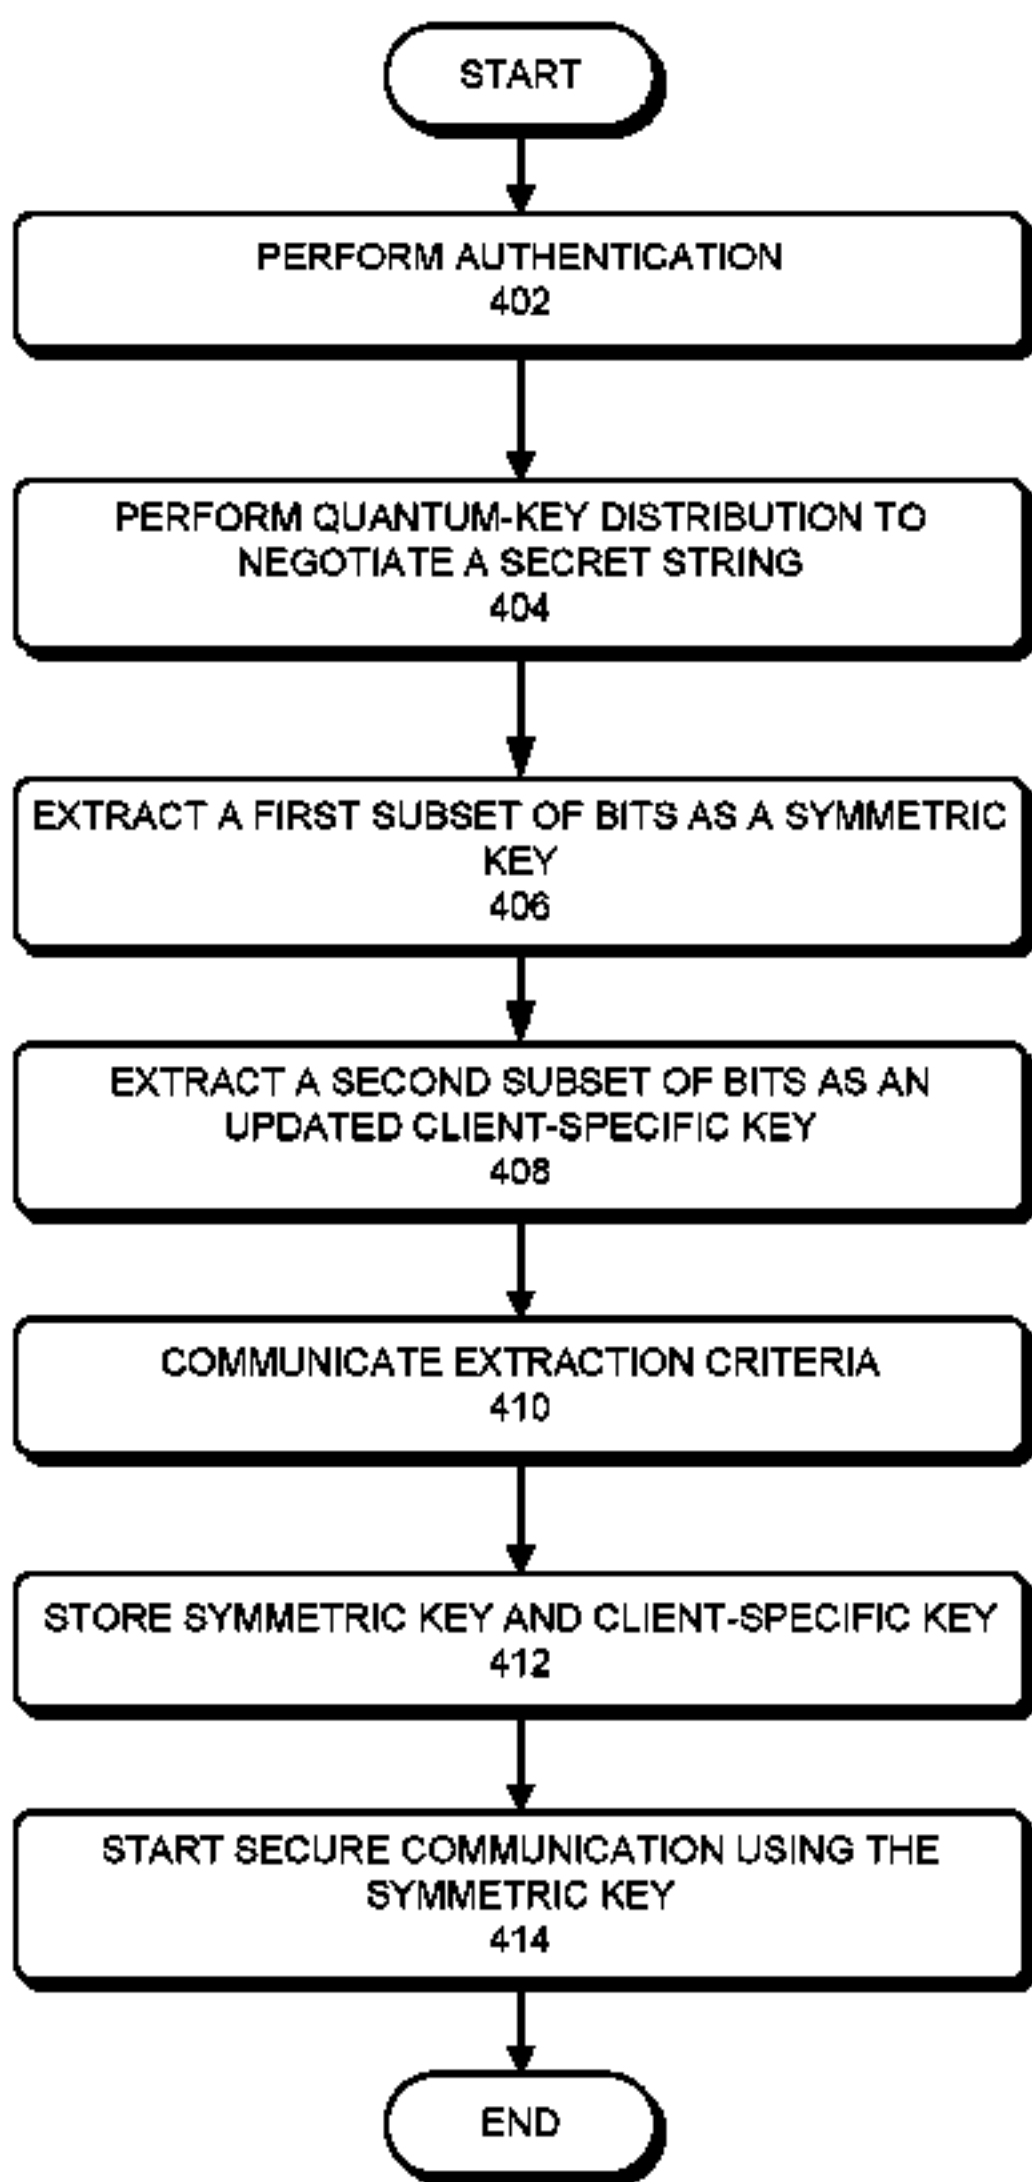 START
PERFORM AUTHENTICATION
402
PERFORM QUANTUM-KEY DISTRIBUTION TO
NEGOTIATE A SECRET STRING
404
EXTRACT A FIRST SUBSET OF BITS AS A SYMMETRIC
KEY
406
EXTRACT A SECOND SUBSET OF BITS AS AN
UPDATED CLIENT-SPECIFIC KEY
408
COMMUNICATE EXTRACTION CRITERIA
410
STORE SYMMETRIC KEY AND CLIENT-SPECIFIC KEY
412
START SECURE COMMUNICATION USING THE
SYMMETRIC KEY
414
END